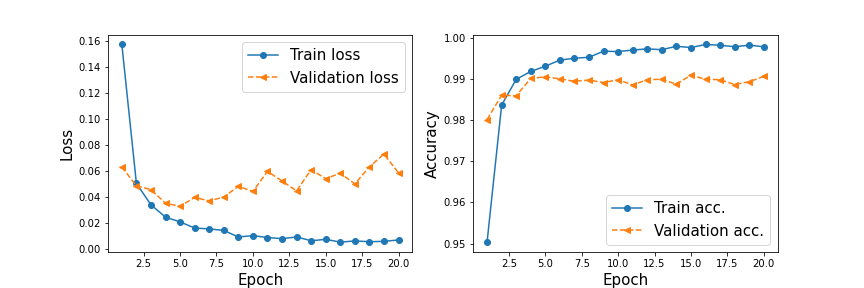 0.16
0.14
0.12
0.10
0.08
0.06
0.04
0.02
0.00
Loss
Train loss
Validation loss
2.5 5.0 7.5 10.0 12.5 15.0 17.5 20.0
Epoch
1.00
0.99
0.98
0.97
0.96
0.95
Accuracy
Train acc.
Validation acc.
2.5 5.0 7.5 10.0 12.5 15.0 17.5 20.0
Epoch